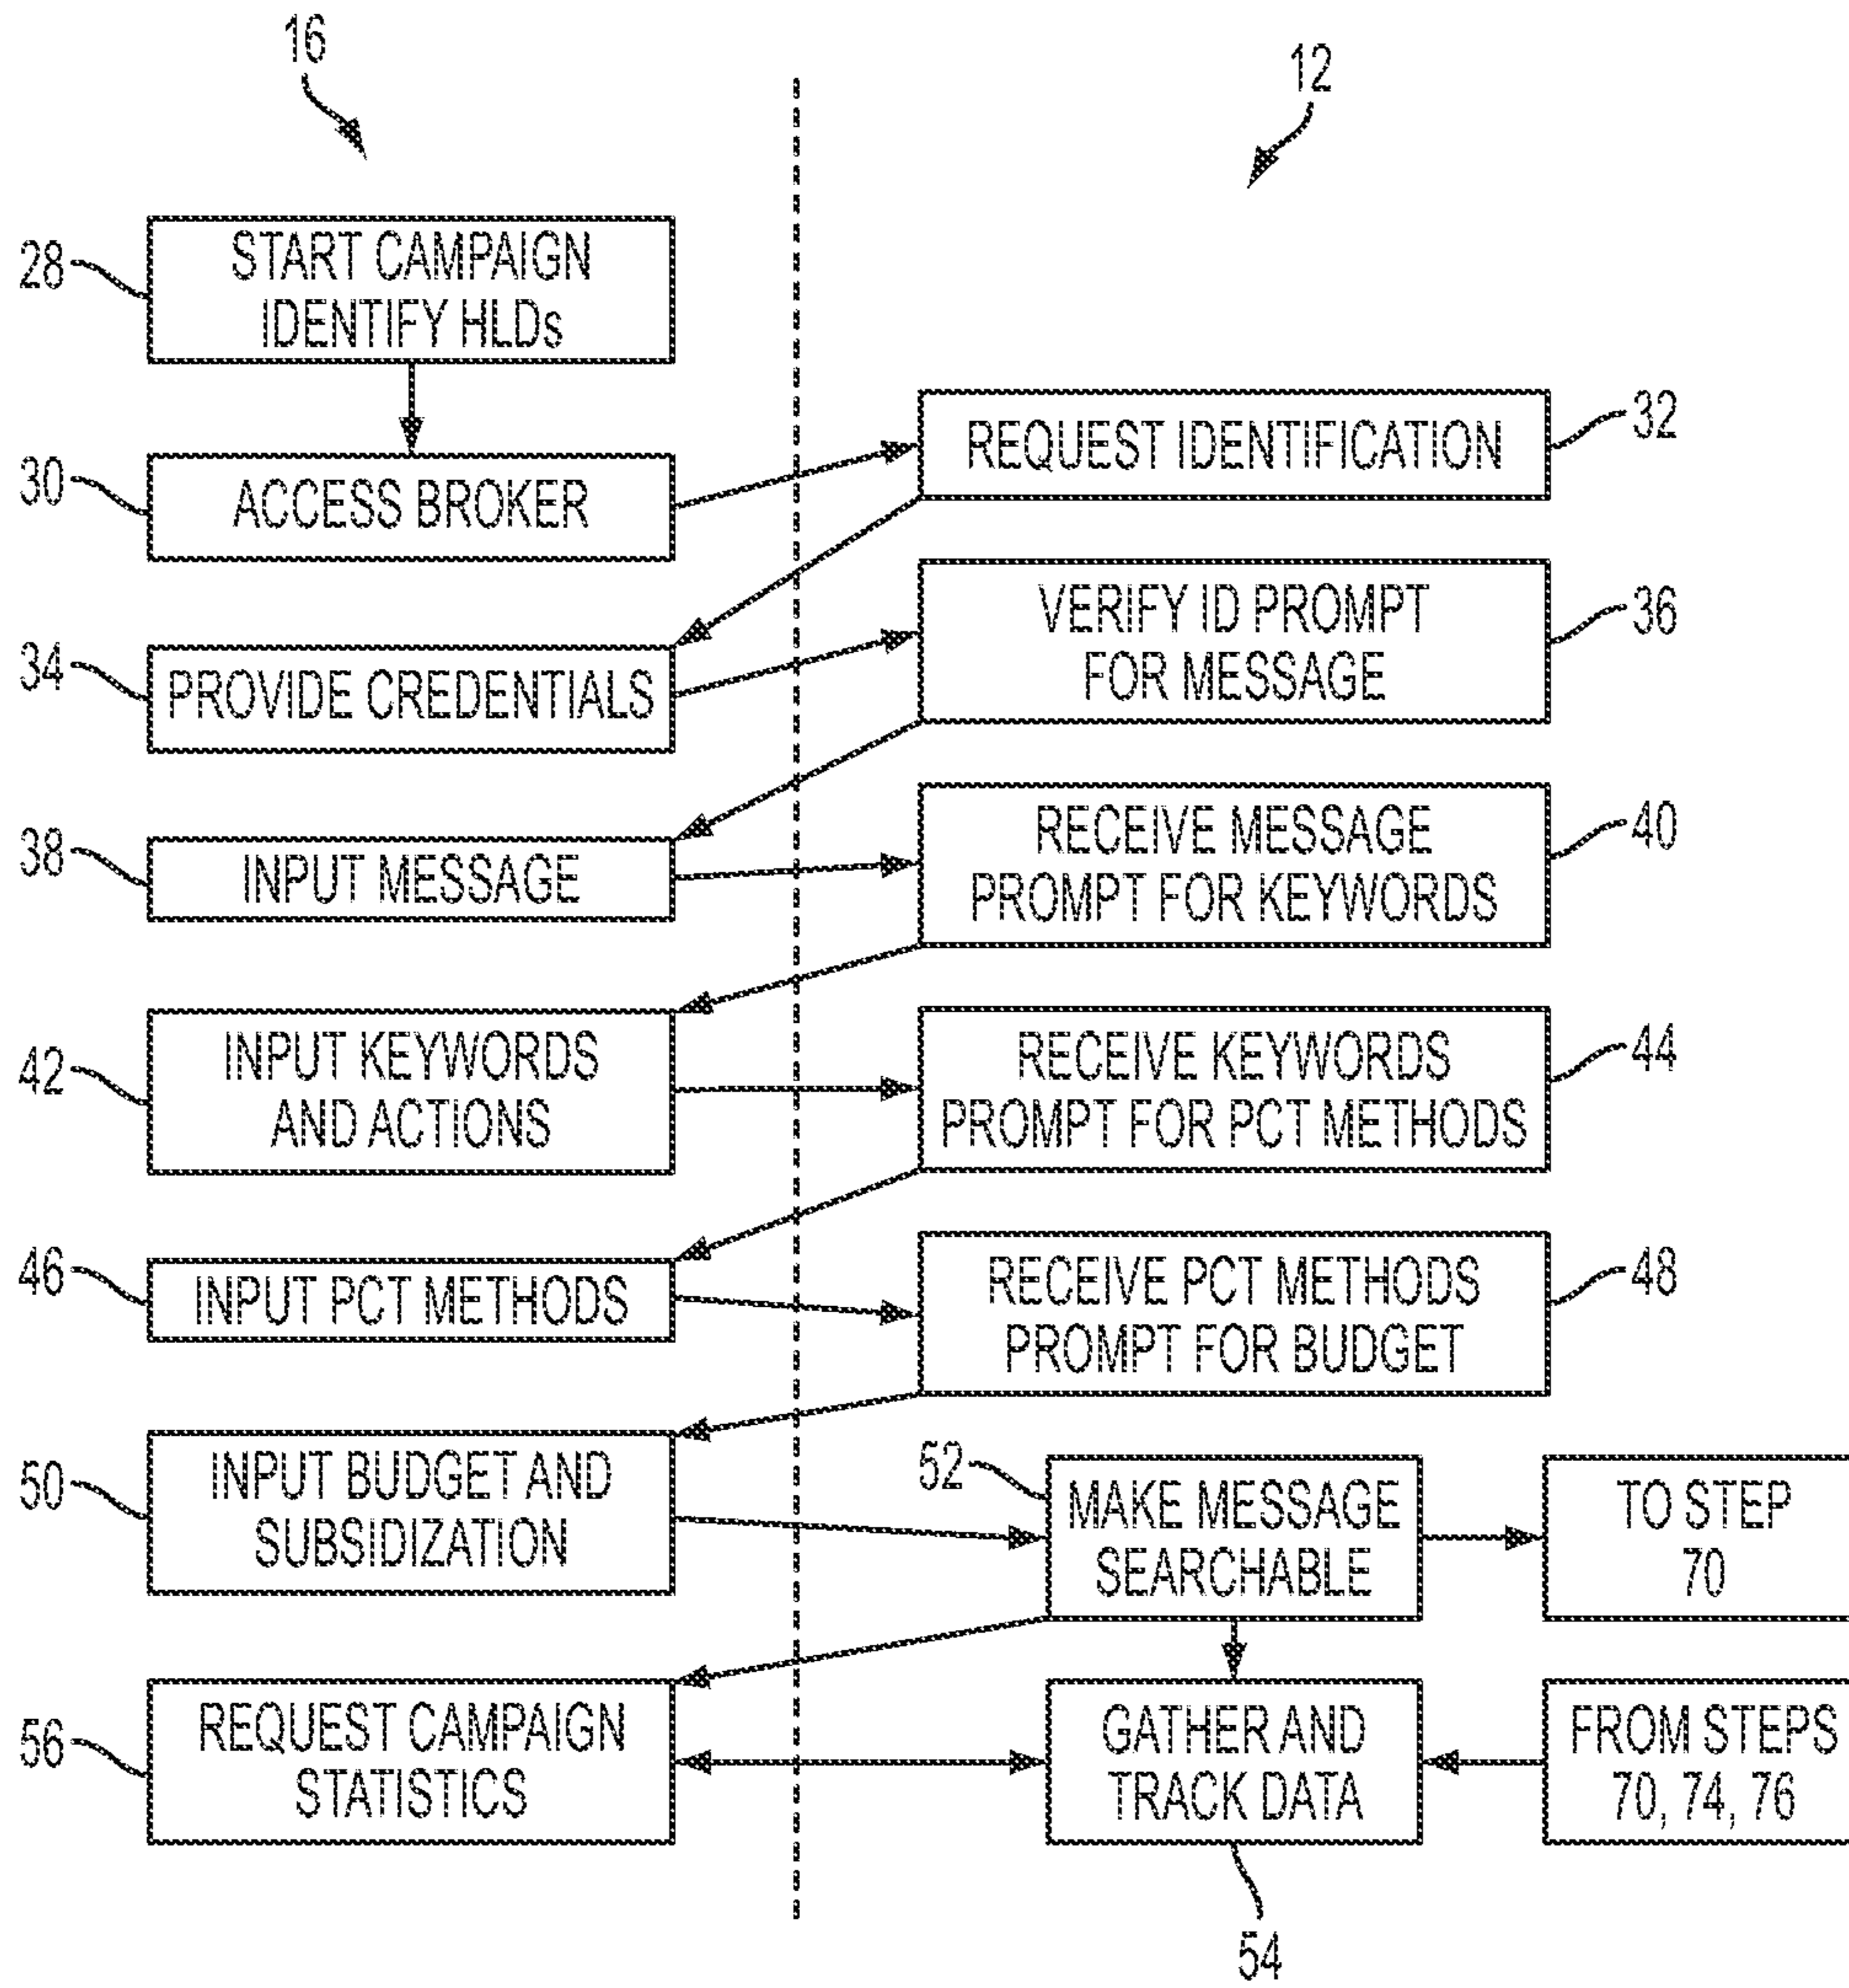 16
12
28
START CAMPAIGN
IDENTIFY HLDs
30
ACCESS BROKER
REQUEST IDENTIFICATION
32
34
PROVIDE CREDENTIALS
VERIFY ID PROMPT
FOR MESSAGE
36
38
INPUT MESSAGE
RECEIVE MESSAGE
PROMPT FOR KEYWORDS
40
42
INPUT KEYWORDS
AND ACTIONS
RECEIVE KEYWORDS
PROMPT FOR PCT METHODS
44
46
INPUT PCT METHODS
RECEIVE PCT METHODS
PROMPT FOR BUDGET
48
50
INPUT BUDGET AND
SUBSIDIZATION
52
MAKE MESSAGE
SEARCHABLE
TO STEP
70
56
REQUEST CAMPAIGN
STATISTICS
GATHER AND
TRACK DATA
FROM STEPS
70, 74, 76
54